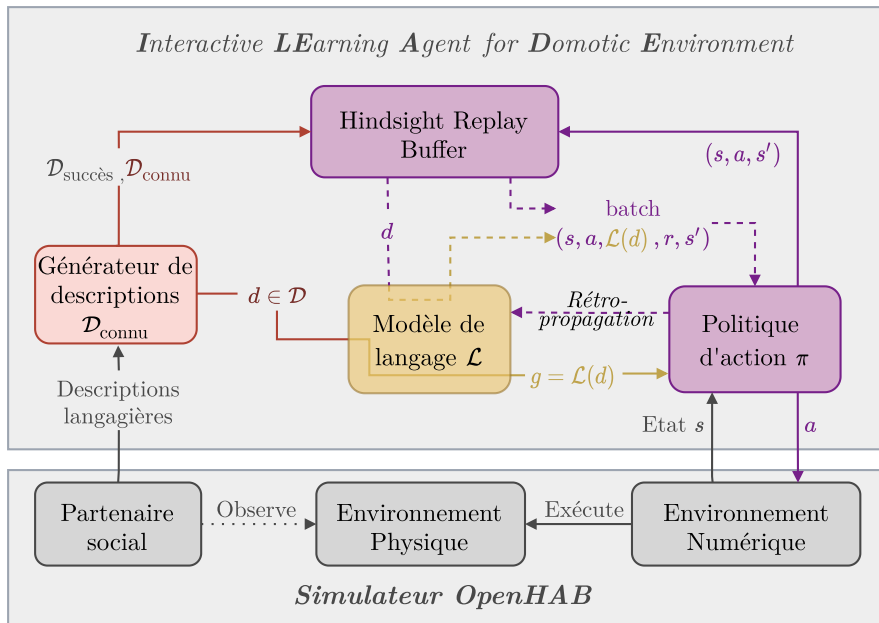 Interactive LEarning Agent for Domotic Environment
Hindsight Replay
Buffer
(s, a, s′)
𝒟succès , 𝒟connu
d
batch
(s, a, ℒ(d) , r, s′)
Générateur de
descriptions
𝒟connu
d ∈ 𝒟
Modèle de
langage ℒ
Rétro-
propagation
Politique
d'action π
g = ℒ(d)
Descriptions
langagières
Etat s
a
Partenaire
social
Observe
Environnement
Physique
Exécute
Environnement
Numérique
Simulateur OpenHAB